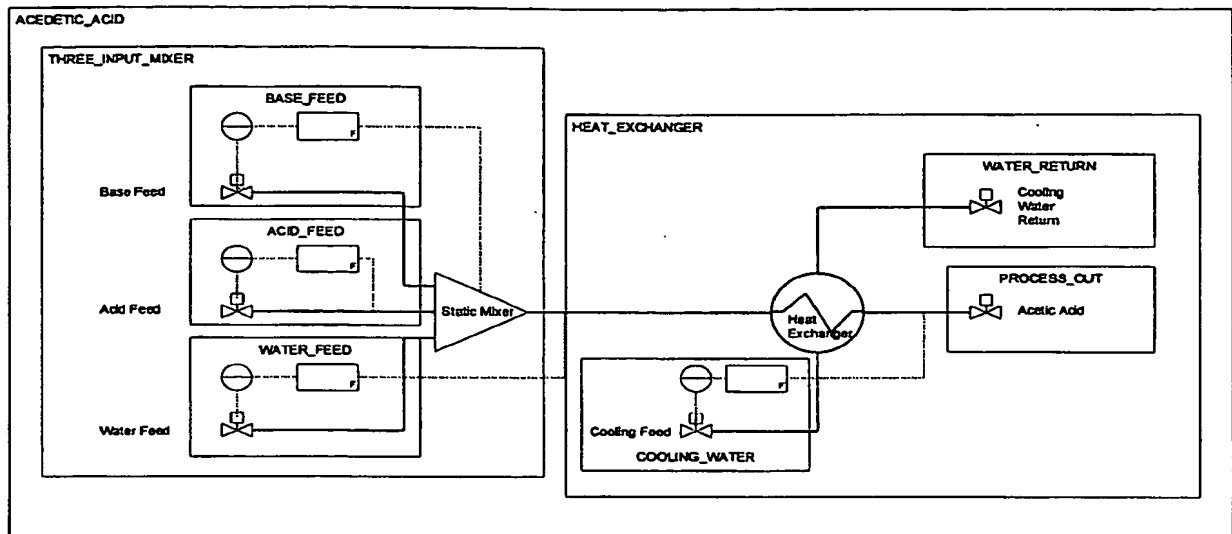 ACEDETIC_ACID
THREE_INPUT_MIXER
BASE_FEED
F
Base Feed
ACID_FEED
F
Acid Feed
Static Mixer
WATER_FEED
F
Water Feed
HEAT_EXCHANGER
WATER_RETURN
Cooling
Water
Return
PROCESS_OUT
Acetic Acid
Heat
Exchanger
F
Cooling Feed
COOLING_WATER